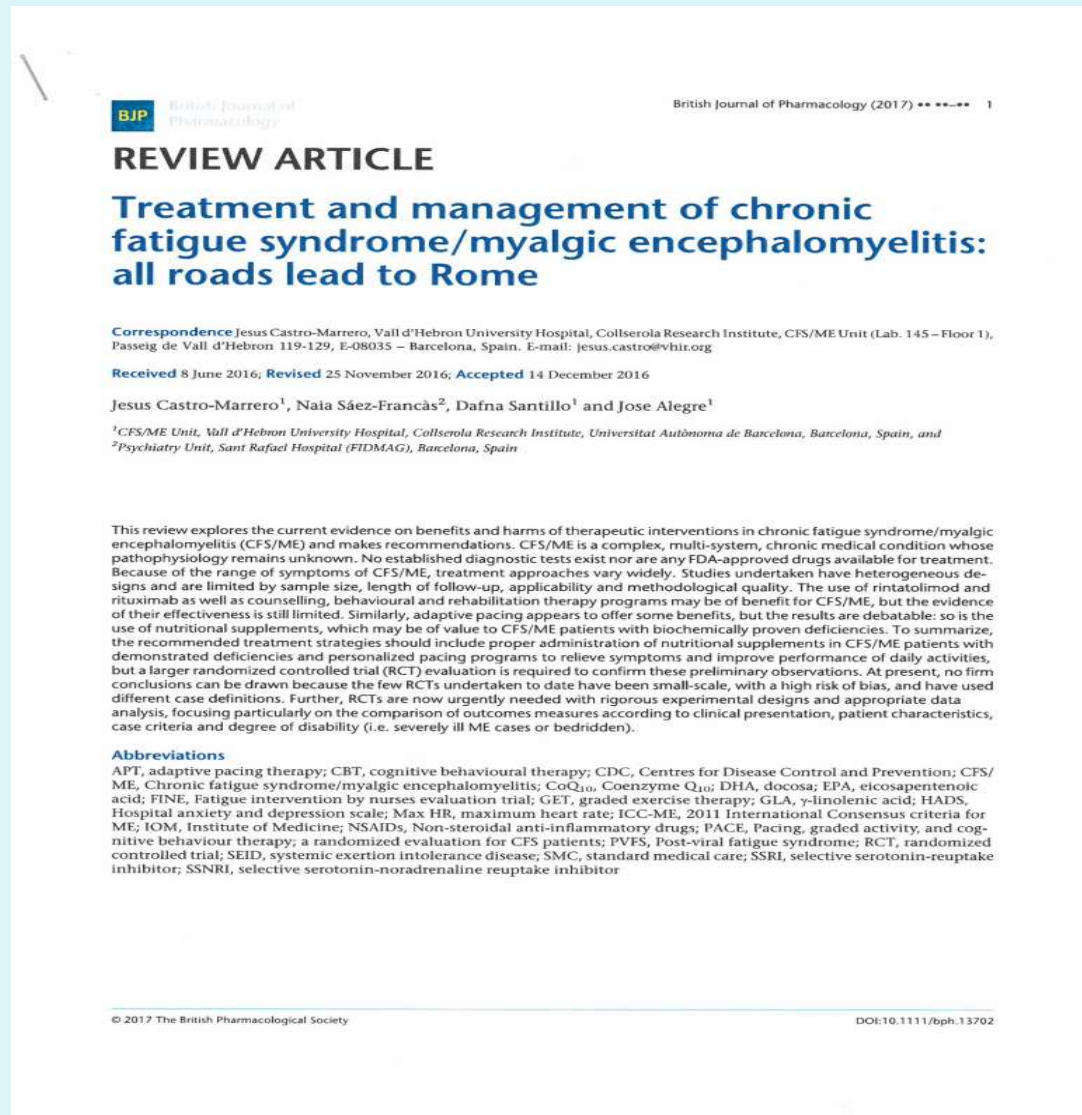 BJP British Journal of
Pharmacology
British Journal of Pharmacology (2017) •• ••–•• 1
REVIEW ARTICLE
Treatment and management of chronic
fatigue syndrome/myalgic encephalomyelitis:
all roads lead to Rome
Correspondence Jesus Castro-Marrero, Vall d'Hebron University Hospital, Collserola Research Institute, CFS/ME Unit (Lab. 145 – Floor 1),
Passeig de Vall d'Hebron 119-129, E-08035 – Barcelona, Spain. E-mail: jesus.castro@vhir.org
Received 8 June 2016; Revised 25 November 2016; Accepted 14 December 2016
Jesus Castro-Marrero¹, Naia Sáez-Francàs², Dafna Santillo¹ and Jose Alegre¹
¹CFS/ME Unit, Vall d'Hebron University Hospital, Collserola Research Institute, Universitat Autònoma de Barcelona, Barcelona, Spain, and
²Psychiatry Unit, Sant Rafael Hospital (FIDMAG), Barcelona, Spain
This review explores the current evidence on benefits and harms of therapeutic interventions in chronic fatigue syndrome/myalgic
encephalomyelitis (CFS/ME) and makes recommendations. CFS/ME is a complex, multi-system, chronic medical condition whose
pathophysiology remains unknown. No established diagnostic tests exist nor are any FDA-approved drugs available for treatment.
Because of the range of symptoms of CFS/ME, treatment approaches vary widely. Studies undertaken have heterogeneous de-
signs and are limited by sample size, length of follow-up, applicability and methodological quality. The use of rintatolimod and
rituximab as well as counselling, behavioural and rehabilitation therapy programs may be of benefit for CFS/ME, but the evidence
of their effectiveness is still limited. Similarly, adaptive pacing appears to offer some benefits, but the results are debatable: so is the
use of nutritional supplements, which may be of value to CFS/ME patients with biochemically proven deficiencies. To summarize,
the recommended treatment strategies should include proper administration of nutritional supplements in CFS/ME patients with
demonstrated deficiencies and personalized pacing programs to relieve symptoms and improve performance of daily activities,
but a larger randomized controlled trial (RCT) evaluation is required to confirm these preliminary observations. At present, no firm
conclusions can be drawn because the few RCTs undertaken to date have been small-scale, with a high risk of bias, and have used
different case definitions. Further, RCTs are now urgently needed with rigorous experimental designs and appropriate data
analysis, focusing particularly on the comparison of outcomes measures according to clinical presentation, patient characteristics,
case criteria and degree of disability (i.e. severely ill ME cases or bedridden).
Abbreviations
APT, adaptive pacing therapy; CBT, cognitive behavioural therapy; CDC, Centres for Disease Control and Prevention; CFS/
ME, Chronic fatigue syndrome/myalgic encephalomyelitis; CoQ₁₀, Coenzyme Q₁₀; DHA, docosa; EPA, eicosapentenoic
acid; FINE, Fatigue intervention by nurses evaluation trial; GET, graded exercise therapy; GLA, γ-linolenic acid; HADS,
Hospital anxiety and depression scale; Max HR, maximum heart rate; ICC-ME, 2011 International Consensus criteria for
ME; IOM, Institute of Medicine; NSAIDs, Non-steroidal anti-inflammatory drugs; PACE, Pacing, graded activity, and cog-
nitive behaviour therapy; a randomized evaluation for CFS patients; PVFS, Post-viral fatigue syndrome; RCT, randomized
controlled trial; SEID, systemic exertion intolerance disease; SMC, standard medical care; SSRI, selective serotonin-reuptake
inhibitor; SSNRI, selective serotonin-noradrenaline reuptake inhibitor
© 2017 The British Pharmacological Society
DOI:10.1111/bph.13702